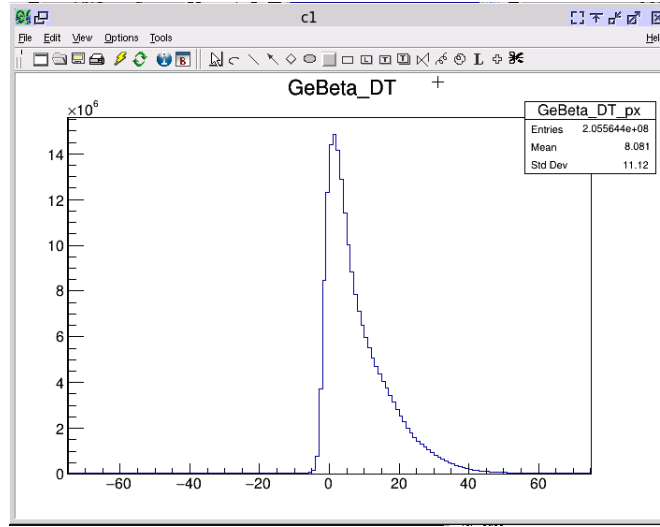 c1
File Edit View Options Tools
Hel
GeBeta_DT
×10⁶
GeBeta_DT_px
Entries 2.055644e+08
Mean 8.081
Std Dev 11.12
14
12
10
8
6
4
2
0
−60 −40 −20 0 20 40 60